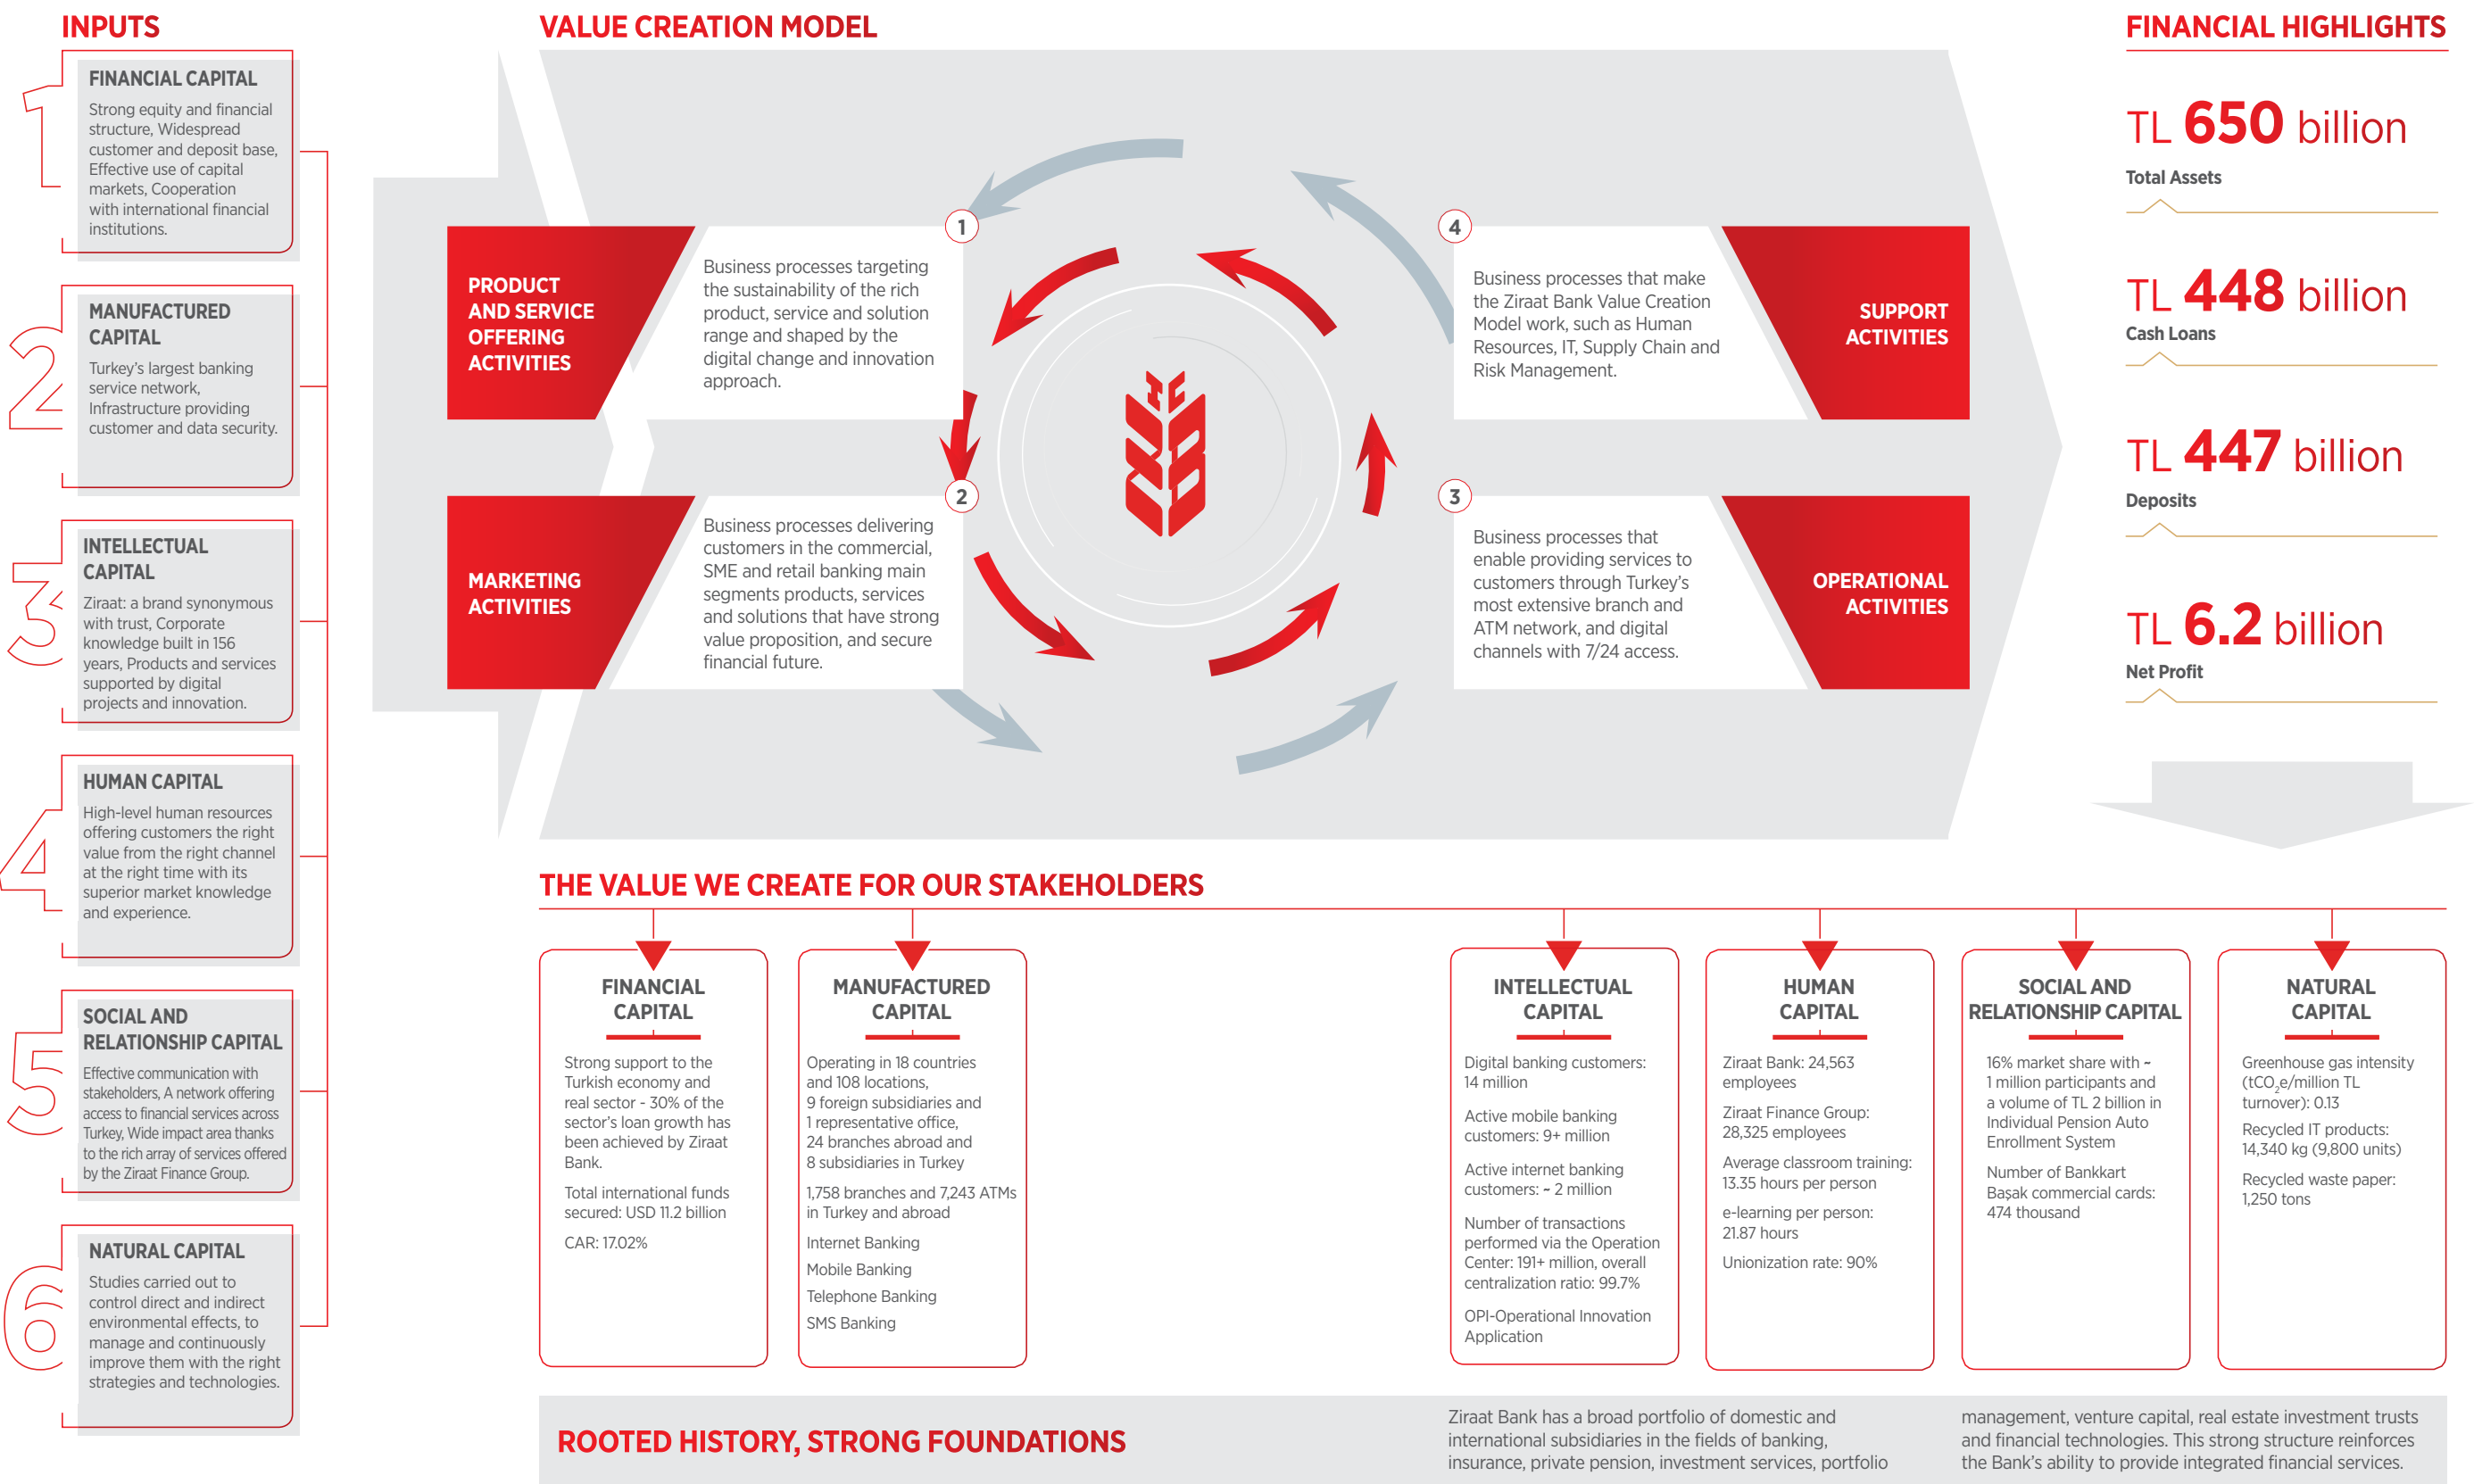 INPUTS
1
FINANCIAL CAPITAL
Strong equity and financial
structure, Widespread
customer and deposit base,
Effective use of capital
markets, Cooperation
with international financial
institutions.
2
MANUFACTURED
CAPITAL
Turkey’s largest banking
service network,
Infrastructure providing
customer and data security.
3
INTELLECTUAL
CAPITAL
Ziraat: a brand synonymous
with trust, Corporate
knowledge built in 156
years, Products and services
supported by digital
projects and innovation.
4
HUMAN CAPITAL
High-level human resources
offering customers the right
value from the right channel
at the right time with its
superior market knowledge
and experience.
5
SOCIAL AND
RELATIONSHIP CAPITAL
Effective communication with
stakeholders, A network offering
access to financial services across
Turkey, Wide impact area thanks
to the rich array of services offered
by the Ziraat Finance Group.
6
NATURAL CAPITAL
Studies carried out to
control direct and indirect
environmental effects, to
manage and continuously
improve them with the right
strategies and technologies.
VALUE CREATION MODEL
1
PRODUCT
AND SERVICE
OFFERING
ACTIVITIES
Business processes targeting
the sustainability of the rich
product, service and solution
range and shaped by the
digital change and innovation
approach.
2
MARKETING
ACTIVITIES
Business processes delivering
customers in the commercial,
SME and retail banking main
segments products, services
and solutions that have strong
value proposition, and secure
financial future.
4
Business processes that make
the Ziraat Bank Value Creation
Model work, such as Human
Resources, IT, Supply Chain and
Risk Management.
SUPPORT
ACTIVITIES
3
Business processes that
enable providing services to
customers through Turkey’s
most extensive branch and
ATM network, and digital
channels with 7/24 access.
OPERATIONAL
ACTIVITIES
FINANCIAL HIGHLIGHTS
TL 650 billion
Total Assets
TL 448 billion
Cash Loans
TL 447 billion
Deposits
TL 6.2 billion
Net Profit
THE VALUE WE CREATE FOR OUR STAKEHOLDERS
FINANCIAL
CAPITAL
Strong support to the
Turkish economy and
real sector - 30% of the
sector’s loan growth has
been achieved by Ziraat
Bank.
Total international funds
secured: USD 11.2 billion
CAR: 17.02%
MANUFACTURED
CAPITAL
Operating in 18 countries
and 108 locations,
9 foreign subsidiaries and
1 representative office,
24 branches abroad and
8 subsidiaries in Turkey
1,758 branches and 7,243 ATMs
in Turkey and abroad
Internet Banking
Mobile Banking
Telephone Banking
SMS Banking
INTELLECTUAL
CAPITAL
Digital banking customers:
14 million
Active mobile banking
customers: 9+ million
Active internet banking
customers: ~ 2 million
Number of transactions
performed via the Operation
Center: 191+ million, overall
centralization ratio: 99.7%
OPI-Operational Innovation
Application
HUMAN
CAPITAL
Ziraat Bank: 24,563
employees
Ziraat Finance Group:
28,325 employees
Average classroom training:
13.35 hours per person
e-learning per person:
21.87 hours
Unionization rate: 90%
SOCIAL AND
RELATIONSHIP CAPITAL
16% market share with ~
1 million participants and
a volume of TL 2 billion in
Individual Pension Auto
Enrollment System
Number of Bankkart
Başak commercial cards:
474 thousand
NATURAL
CAPITAL
Greenhouse gas intensity
(tCO₂e/million TL
turnover): 0.13
Recycled IT products:
14,340 kg (9,800 units)
Recycled waste paper:
1,250 tons
ROOTED HISTORY, STRONG FOUNDATIONS
Ziraat Bank has a broad portfolio of domestic and
international subsidiaries in the fields of banking,
insurance, private pension, investment services, portfolio
management, venture capital, real estate investment trusts
and financial technologies. This strong structure reinforces
the Bank’s ability to provide integrated financial services.